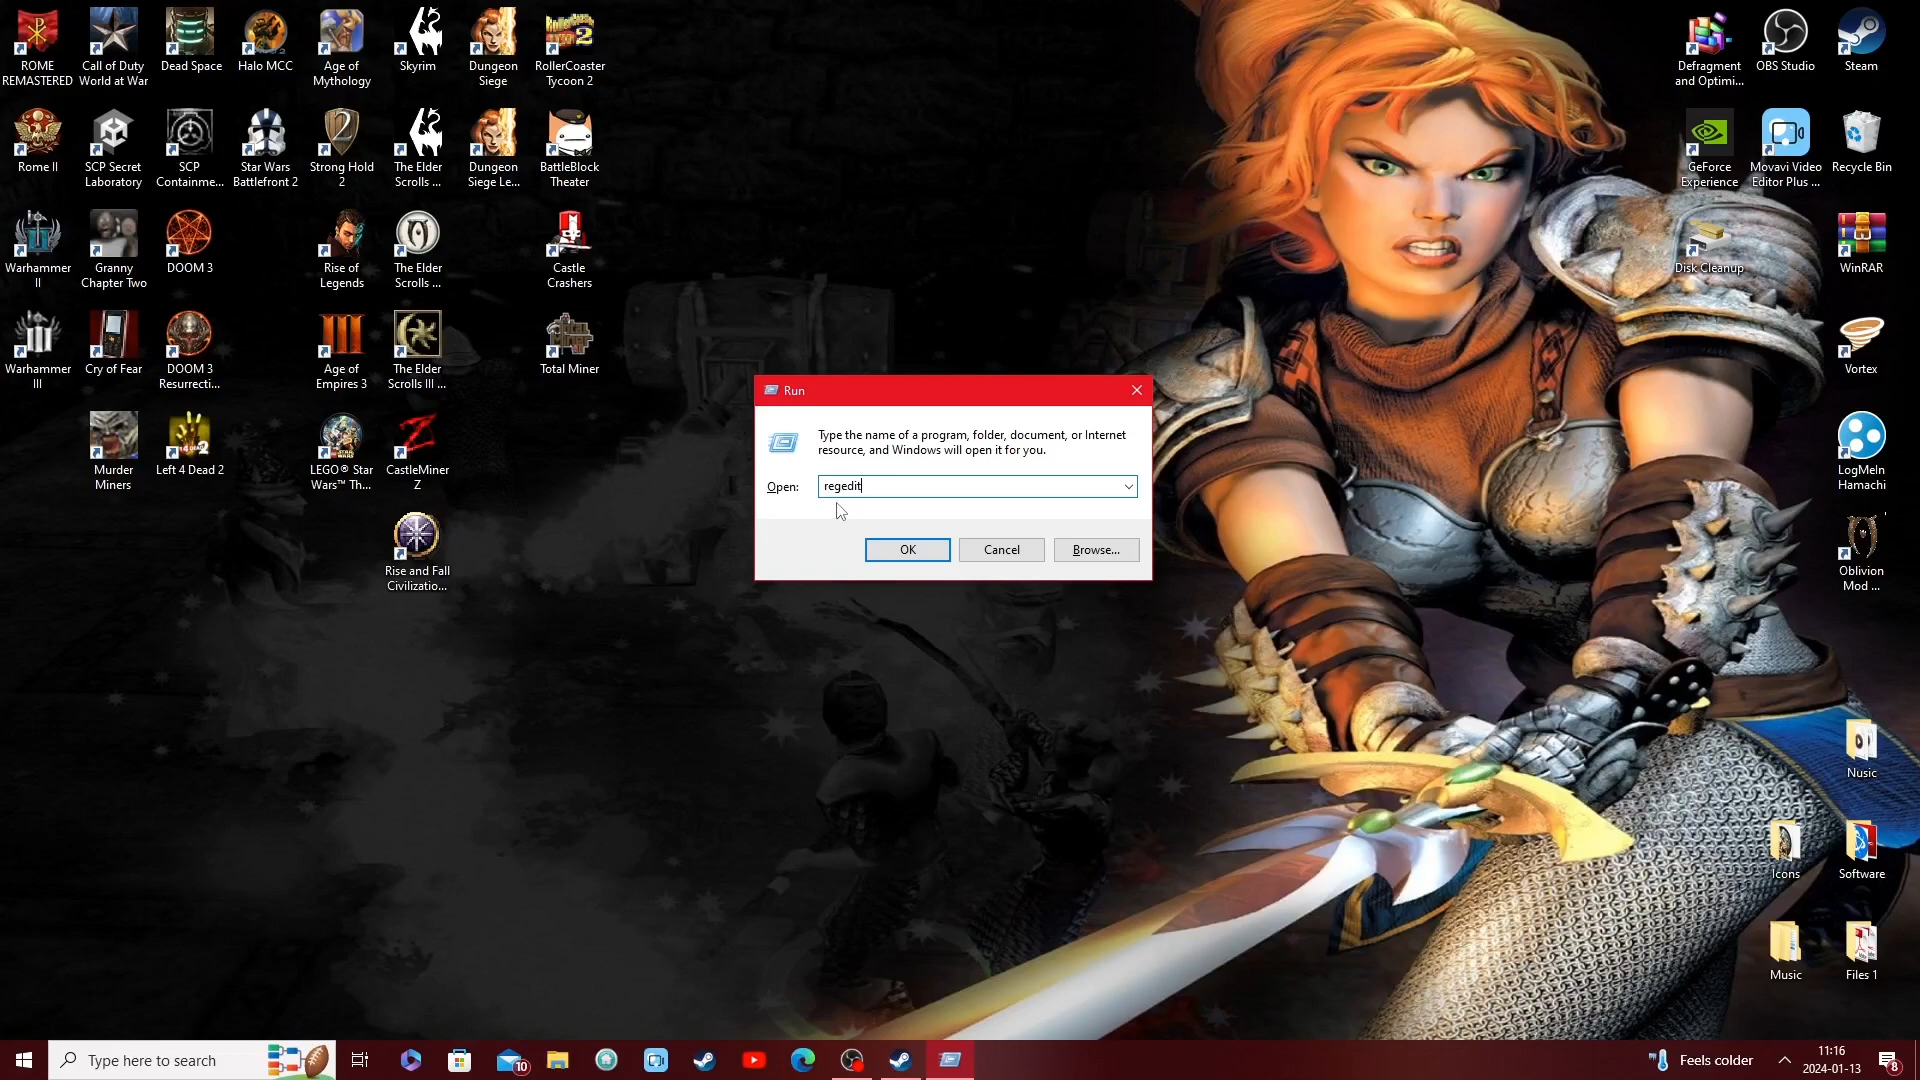 ROME
REMASTERED
Call of Duty
World at War
Dead Space
Halo MCC
Age of
Mythology
Skyrim
Dungeon
Siege
RollerCoaster
Tycoon 2
Rome II
SCP Secret
Laboratory
SCP
Containme...
Star Wars
Battlefront 2
Strong Hold
2
The Elder
Scrolls ...
Dungeon
Siege Le...
BattleBlock
Theater
Warhammer
II
Granny
Chapter Two
DOOM 3
Rise of
Legends
The Elder
Scrolls ...
Castle
Crashers
Warhammer
III
Cry of Fear
DOOM 3
Resurrecti...
Age of
Empires 3
The Elder
Scrolls III ...
Total Miner
Murder
Miners
Left 4 Dead 2
LEGO® Star
Wars™ Th...
CastleMiner
Z
Rise and Fall
Civilizatio...
Defragment
and Optimi...
OBS Studio
Steam
GeForce
Experience
Movavi Video
Editor Plus ...
Recycle Bin
Disk Cleanup
WinRAR
Vortex
LogMeIn
Hamachi
Oblivion
Mod ...
Nusic
Icons
Software
Music
Files 1
Run
Type the name of a program, folder, document, or Internet
resource, and Windows will open it for you.
Open:
regedit
OK
Cancel
Browse...
Type here to search
10
Feels colder
11:16
2024-01-13
8